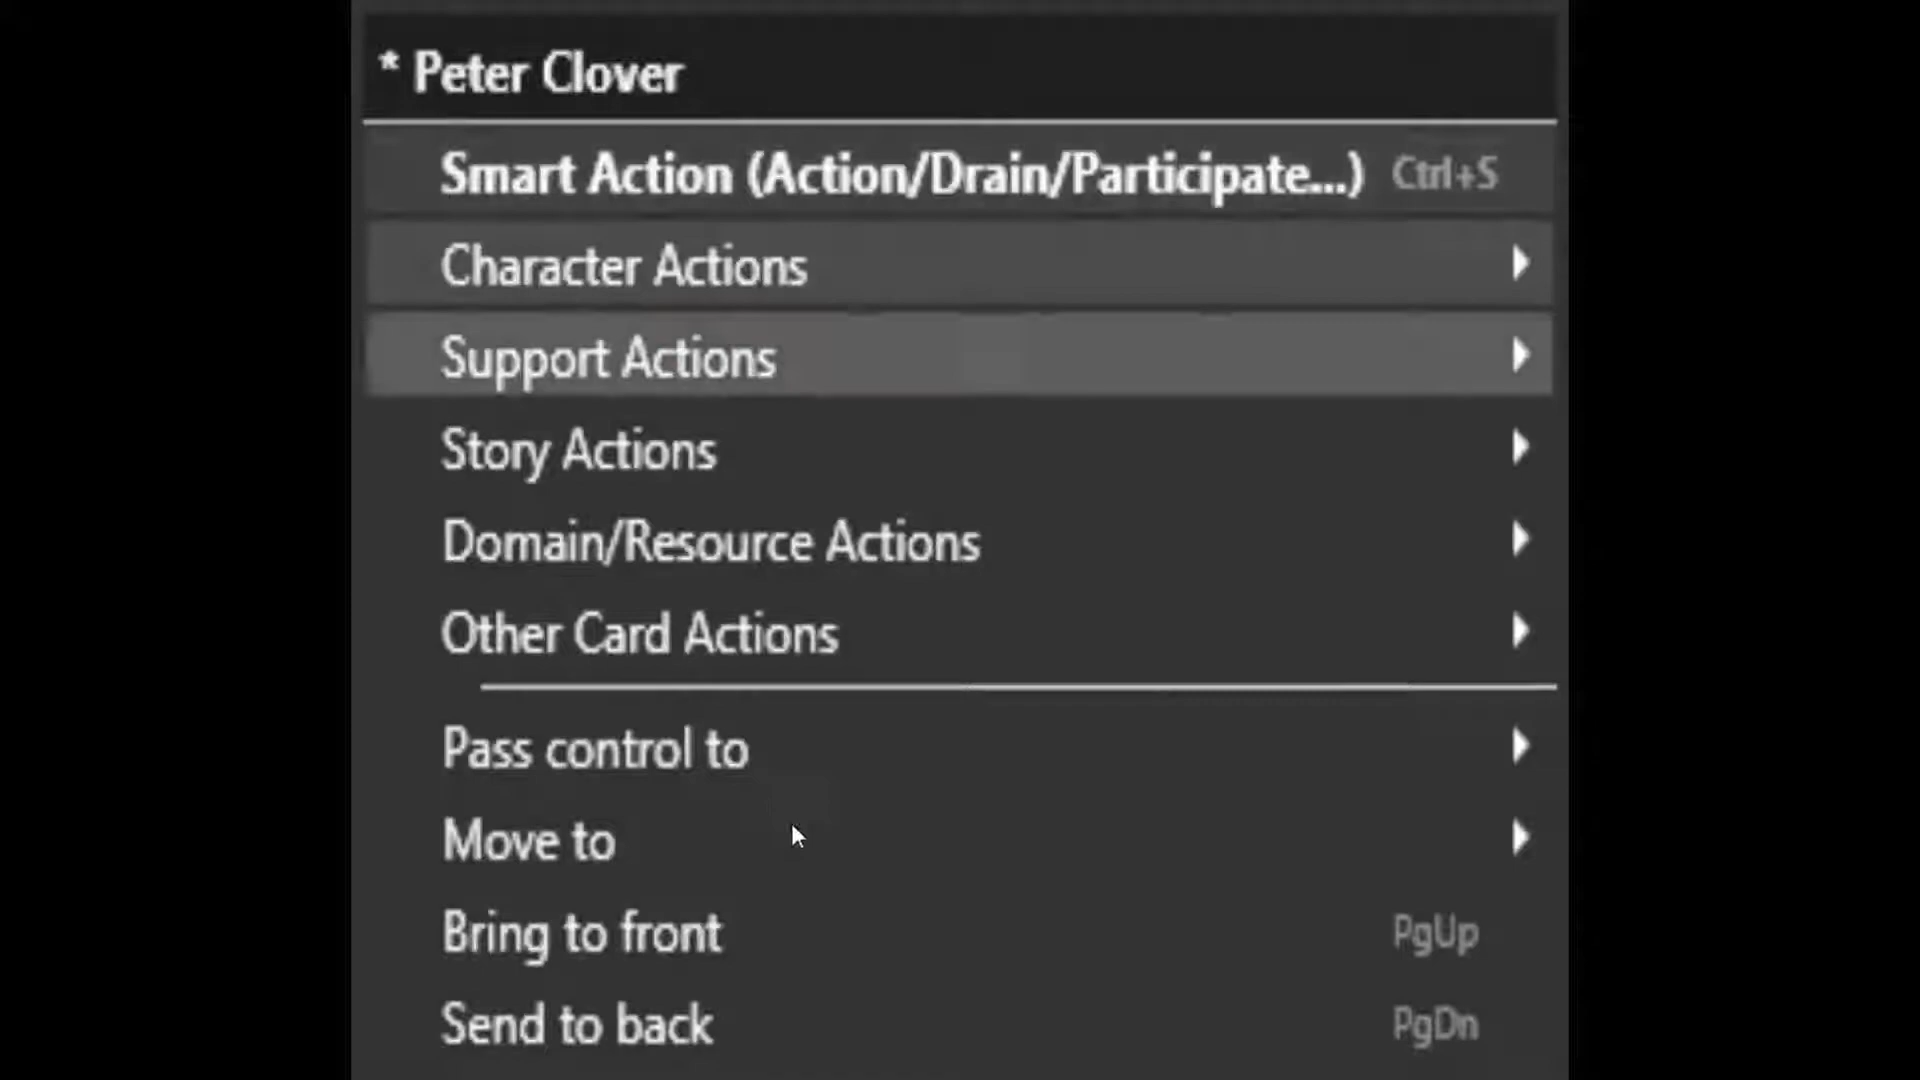 * Peter Clover
Smart Action (Action/Drain/Participate...) Ctrl+S
Character Actions
Support Actions
Story Actions
Domain/Resource Actions
Other Card Actions
Pass control to
Move to
Bring to front PgUp
Send to back PgDn